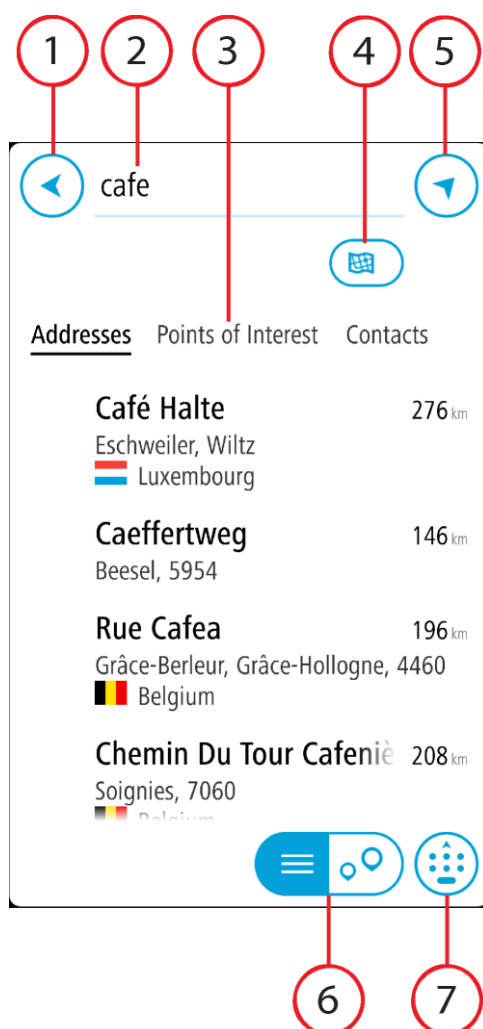 1 2 3 4 5
cafe
Addresses Points of Interest Contacts
Café Halte 276 km
Eschweiler, Wiltz
Luxembourg
Caeffertweg 146 km
Beesel, 5954
Rue Cafea 196 km
Grâce-Berleur, Grâce-Hollogne, 4460
Belgium
Chemin Du Tour Cafeniè 208 km
Soignies, 7060
Belgium
6 7